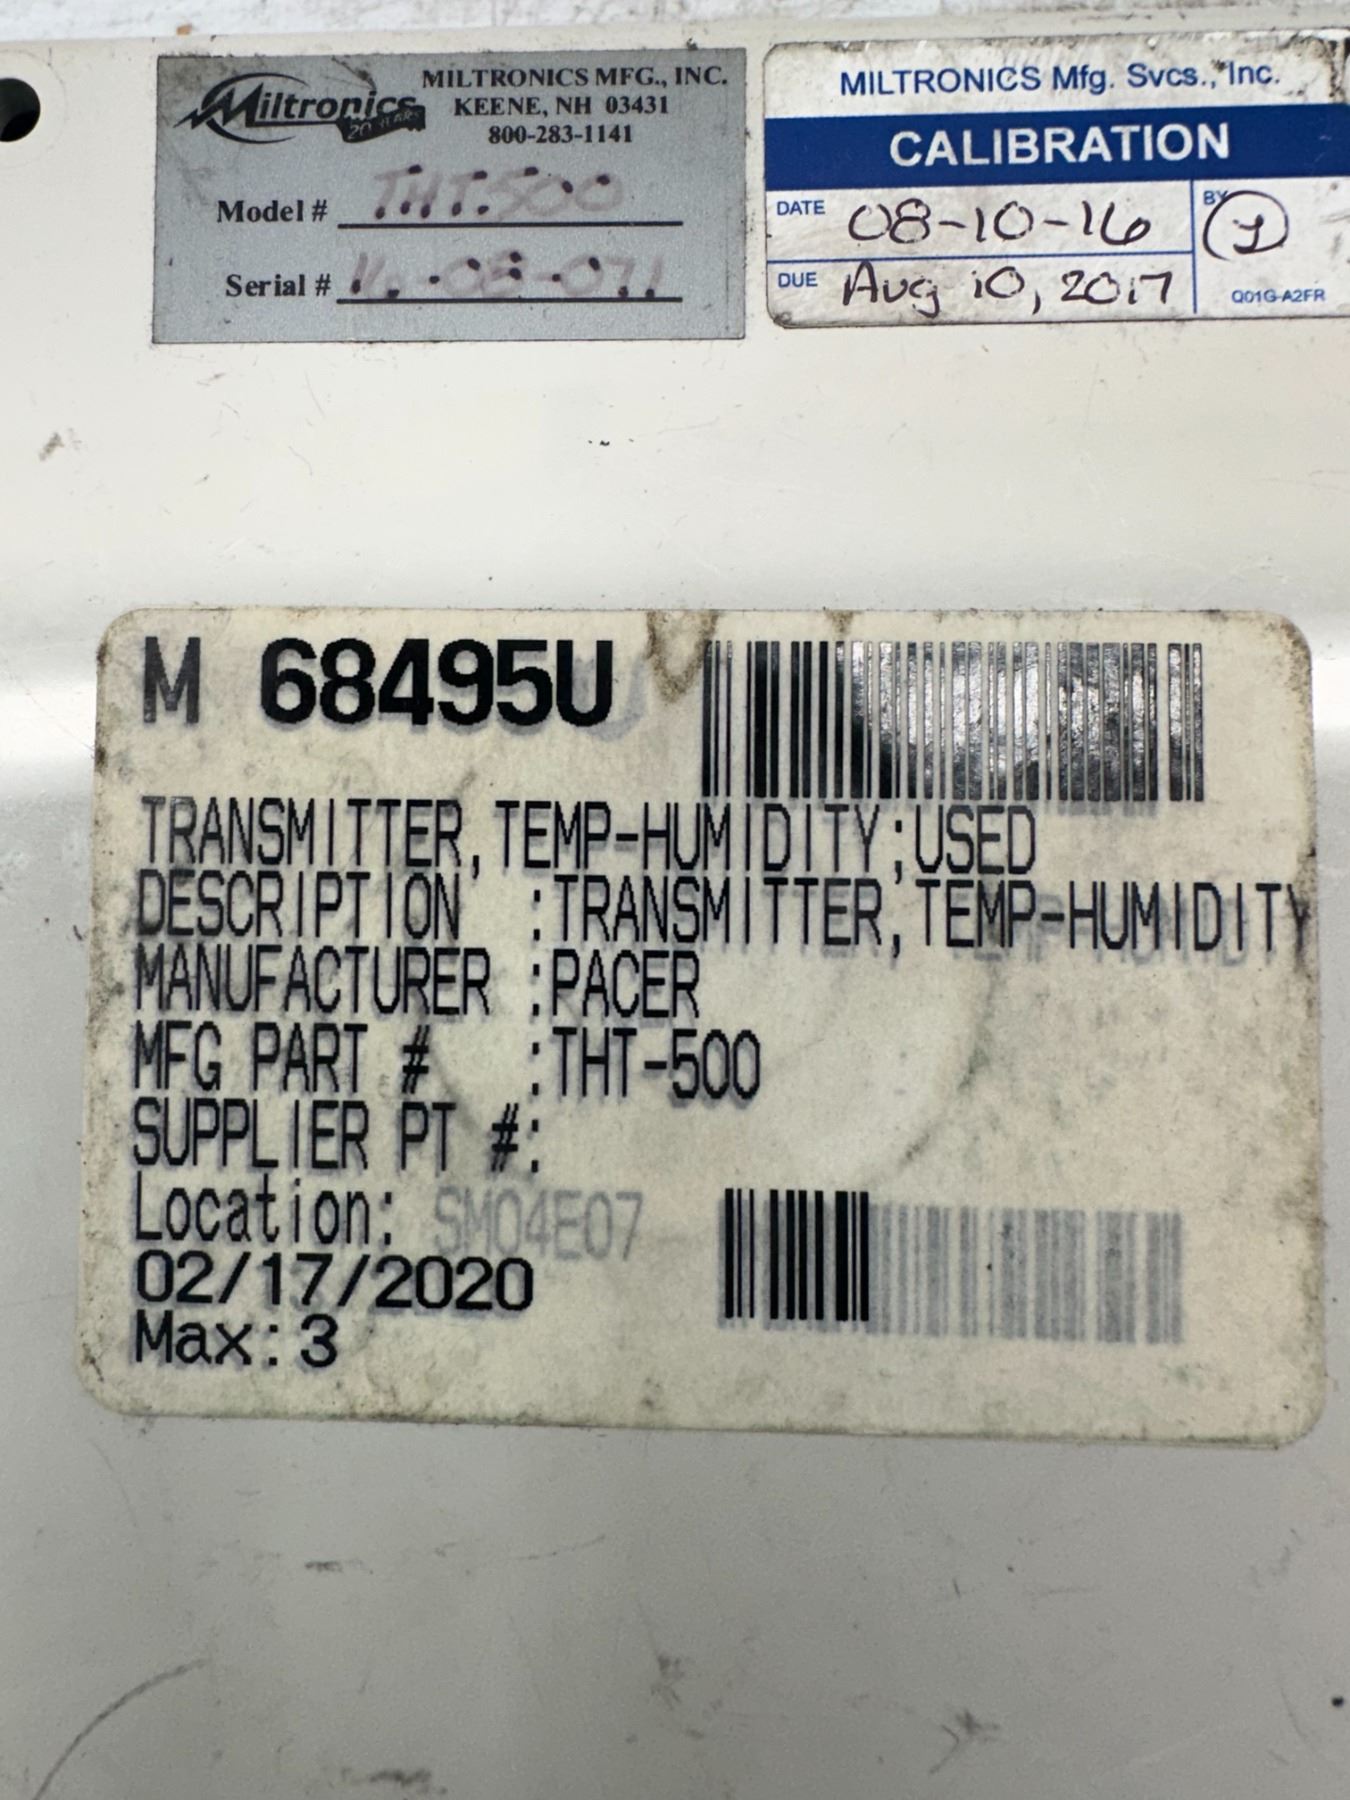 Miltronics
20 YEARS
MILTRONICS MFG., INC.
KEENE, NH 03431
800-283-1141
Model # THT-500
Serial #
MILTRONICS Mfg. Svcs., Inc.
CALIBRATION
DATE 08-10-16
BY
DUE Aug 10, 2017
Q01G-A2FR
M 68495U
TRANSMITTER,TEMP-HUMIDITY;USED
DESCRIPTION :TRANSMITTER,TEMP-HUMIDITY
MANUFACTURER :PACER
MFG PART # :THT-500
SUPPLIER PT #:
Location: SM04E07
02/17/2020
Max:3